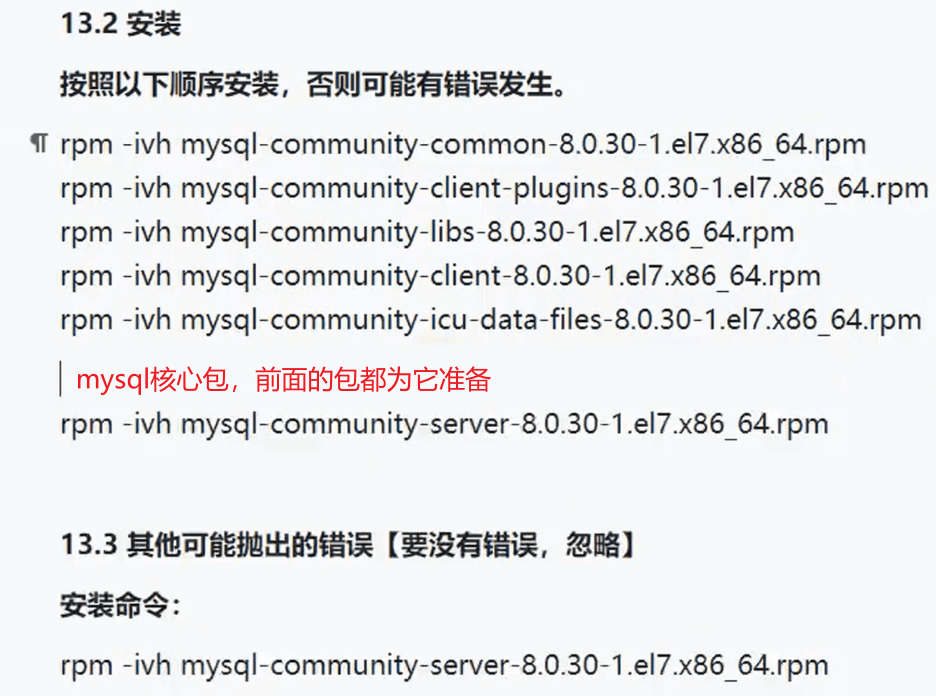 13.2 安装
按照以下顺序安装，否则可能有错误发生。
¶ rpm -ivh mysql-community-common-8.0.30-1.el7.x86_64.rpm
rpm -ivh mysql-community-client-plugins-8.0.30-1.el7.x86_64.rpm
rpm -ivh mysql-community-libs-8.0.30-1.el7.x86_64.rpm
rpm -ivh mysql-community-client-8.0.30-1.el7.x86_64.rpm
rpm -ivh mysql-community-icu-data-files-8.0.30-1.el7.x86_64.rpm
mysql核心包，前面的包都为它准备
rpm -ivh mysql-community-server-8.0.30-1.el7.x86_64.rpm
13.3 其他可能抛出的错误【要没有错误，忽略】
安装命令：
rpm -ivh mysql-community-server-8.0.30-1.el7.x86_64.rpm